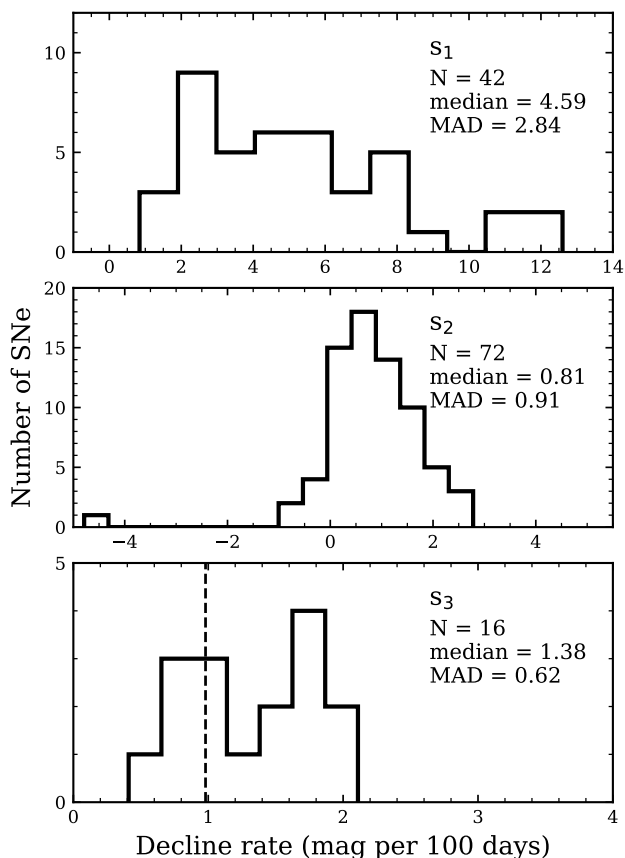 10
5
0
s1
N = 42
median = 4.59
MAD = 2.84
0 2 4 6 8 10 12 14
Number of SNe
20
15
10
5
0
s2
N = 72
median = 0.81
MAD = 0.91
−4 −2 0 2 4
5
0
s3
N = 16
median = 1.38
MAD = 0.62
0 1 2 3 4
Decline rate (mag per 100 days)